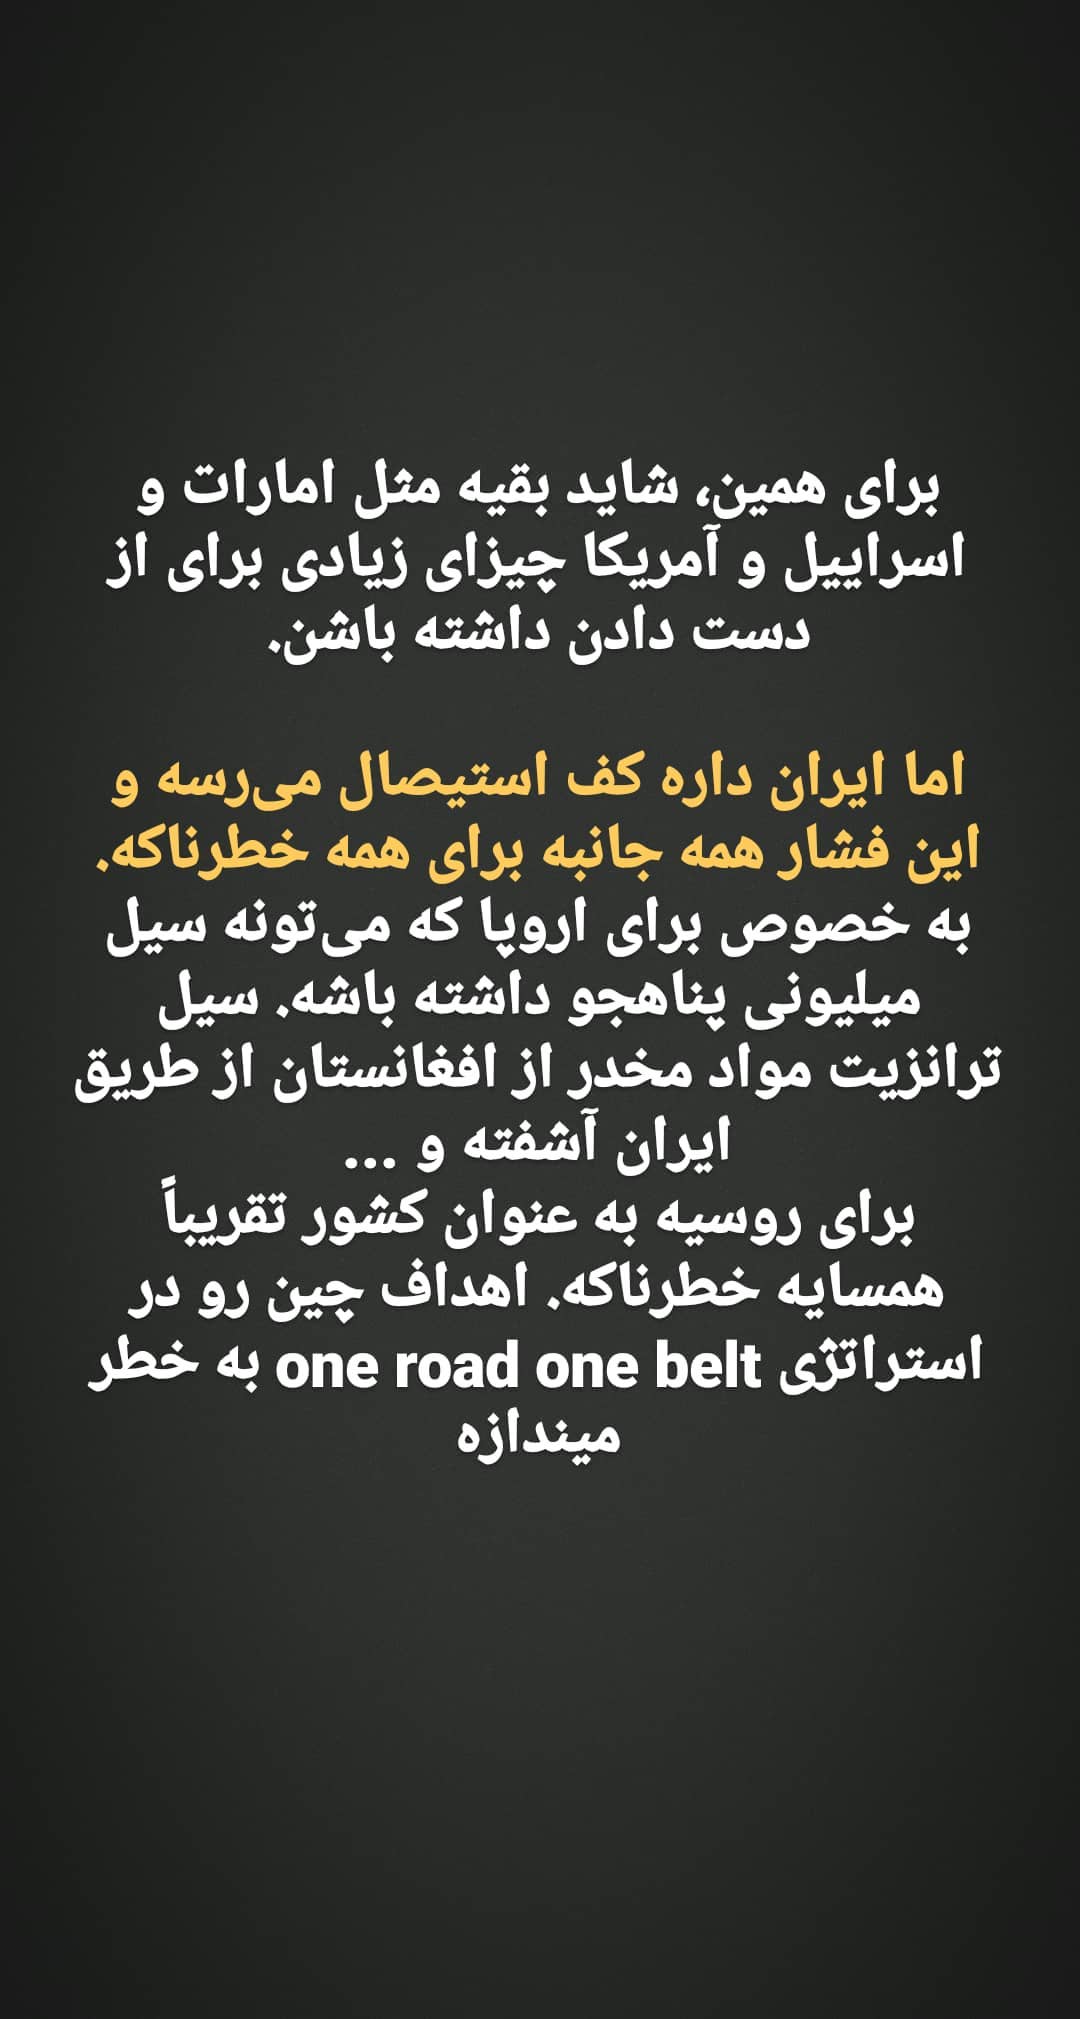 برای همین، شاید بقیه مثل امارات و
اسراییل و آمریکا چیزای زیادی برای از
دست دادن داشته باشن.
اما ایران داره کف استیصال می‌رسه و
این فشار همه جانبه برای همه خطرناکه.
به خصوص برای اروپا که می‌تونه سیل
میلیونی پناهجو داشته باشه. سیل
ترانزیت مواد مخدر از افغانستان از طریق
ایران آشفته و ...
برای روسیه به عنوان کشور تقریباً
همسایه خطرناکه. اهداف چین رو در
استراتژی one road one belt به خطر
میندازه